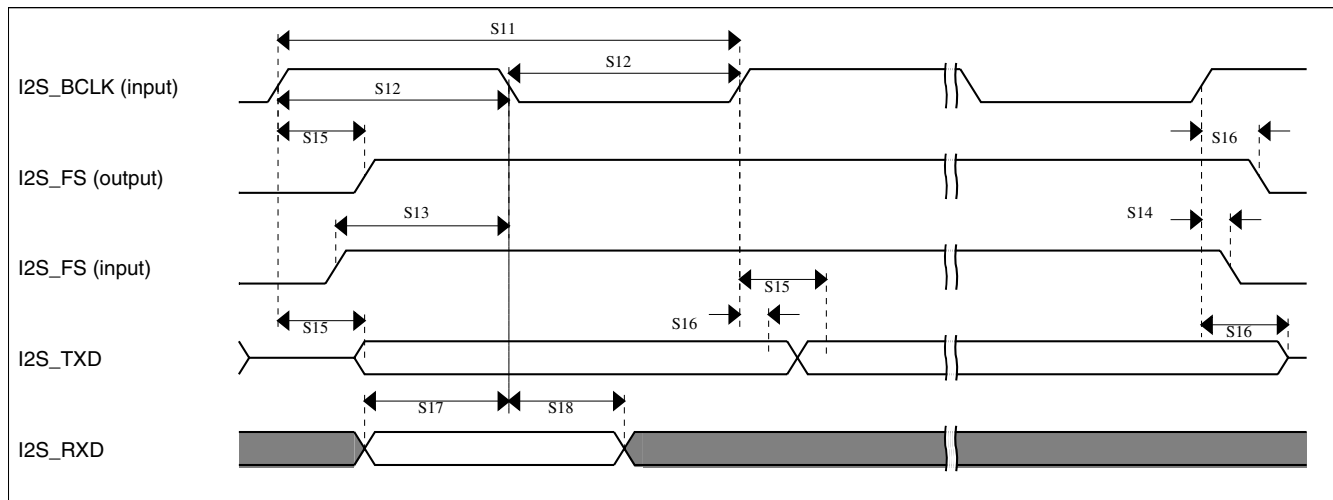 S11
I2S_BCLK (input)
S12
S12
S15
S16
I2S_FS (output)
S13
S14
I2S_FS (input)
S15
S15
S16
S16
I2S_TXD
S17
S18
I2S_RXD